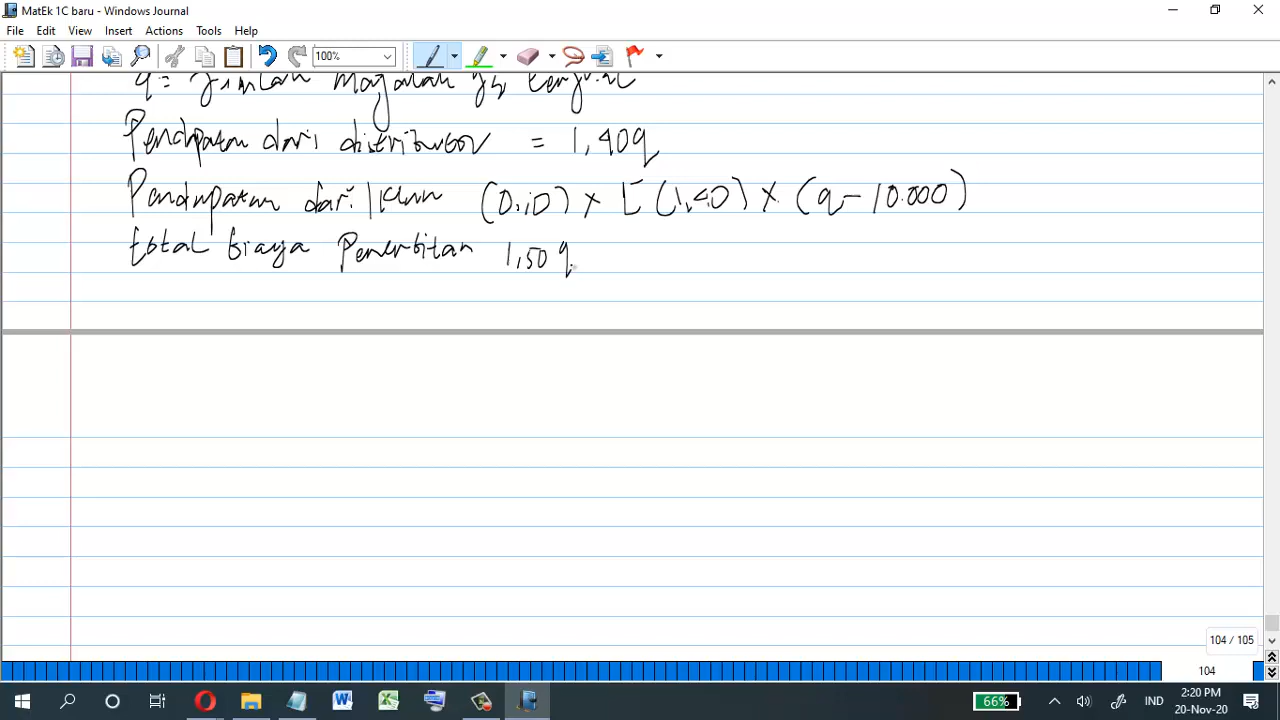 MatEk 1C baru - Windows Journal
File Edit View Insert Actions Tools Help
100%
q = Jumlah Majalah yg terjual
Pendapatan dari distributor = 1,40q
Pendapatan dari Iklan (0,10) × [(1,40) × (q - 10.000)
total biaya Penerbitan 1,50 q
104 / 105
104
66%
IND
2:20 PM
20-Nov-20